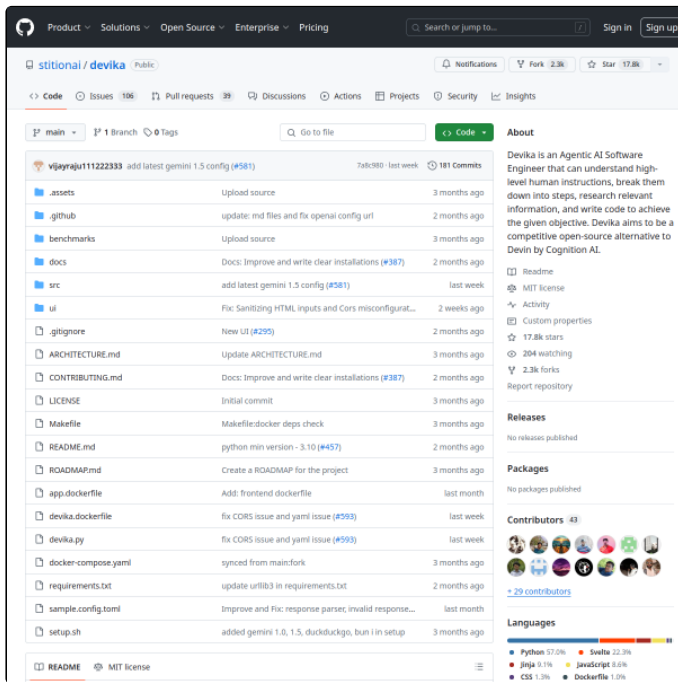 Product Solutions Open Source Enterprise Pricing Search or jump to... / Sign in Sign up
stitionai / devika Public Notifications Fork 2.3k Star 17.8k
Code Issues 106 Pull requests 39 Discussions Actions Projects Security Insights
main 1 Branch 0 Tags Go to file Code
vijayraju111222333 add latest gemini 1.5 config (#581) 7a8c980 · last week 181 Commits
.assets Upload source 3 months ago
.github update: md files and fix openai config url 2 months ago
benchmarks Upload source 3 months ago
docs Docs: Improve and write clear installations (#387) 2 months ago
src add latest gemini 1.5 config (#581) last week
ui Fix: Sanitizing HTML inputs and Cors misconfigurat... 2 weeks ago
.gitignore New UI (#295) 2 months ago
ARCHITECTURE.md Update ARCHITECTURE.md 3 months ago
CONTRIBUTING.md Docs: Improve and write clear installations (#387) 2 months ago
LICENSE Initial commit 3 months ago
Makefile Makefile:docker deps check 3 months ago
README.md python min version - 3.10 (#457) 2 months ago
ROADMAP.md Create a ROADMAP for the project 3 months ago
app.dockerfile Add: frontend dockerfile last month
devika.dockerfile fix CORS issue and yaml issue (#593) last week
devika.py fix CORS issue and yaml issue (#593) last week
docker-compose.yaml synced from main:fork 3 months ago
requirements.txt update urllib3 in requirements.txt 2 months ago
sample.config.toml Improve and Fix: response parser, invalid response... last month
setup.sh added gemini 1.0, 1.5, duckduckgo, bun i in setup 3 months ago
README MIT license
About
Devika is an Agentic AI Software
Engineer that can understand high-
level human instructions, break them
down into steps, research relevant
information, and write code to achieve
the given objective. Devika aims to be a
competitive open-source alternative to
Devin by Cognition AI.
Readme
MIT license
Activity
Custom properties
17.8k stars
204 watching
2.3k forks
Report repository
Releases
No releases published
Packages
No packages published
Contributors 43
+ 29 contributors
Languages
Python 57.0% Svelte 22.3%
Jinja 9.1% JavaScript 8.6%
CSS 1.3% Dockerfile 1.0%